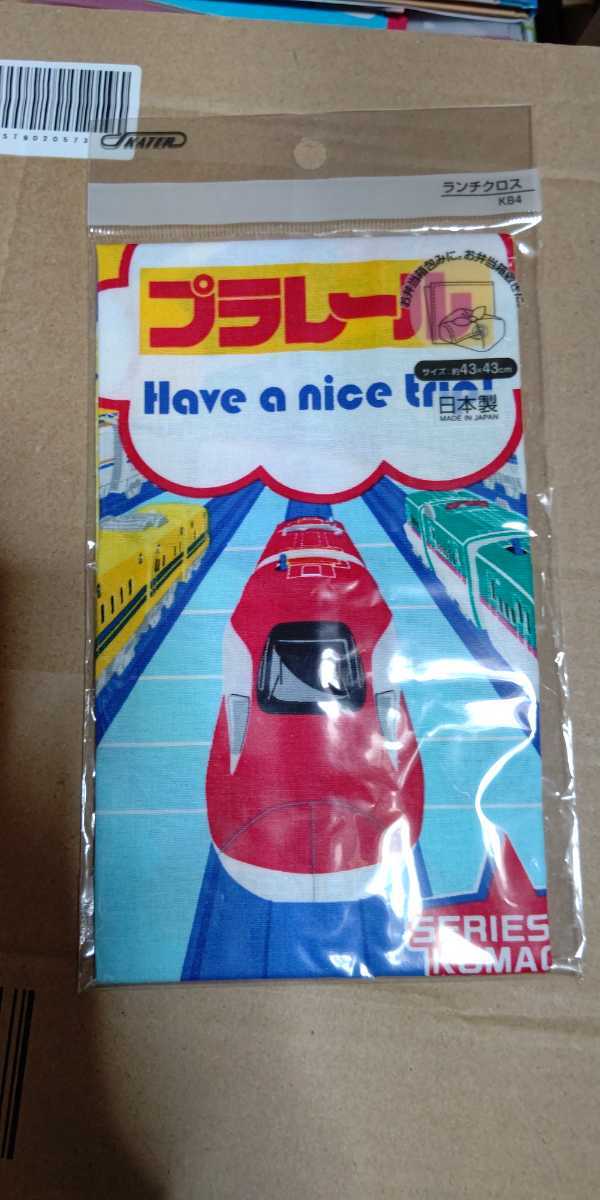 578020573
SKATER
ランチクロス
KB4
お弁当箱包みに。お弁当箱敷きに
プラレール
サイズ:約43×43cm
Have a nice trip!
日本製
MADE IN JAPAN
SERIES
KOMAC